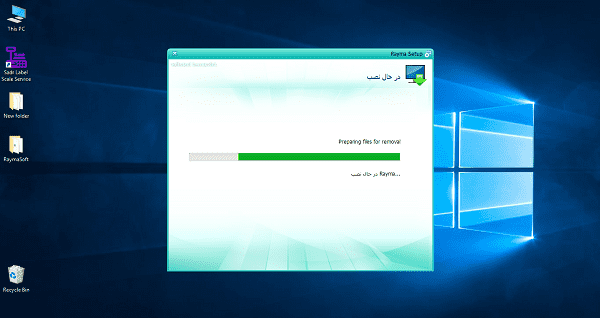 This PC
Sadr Label
Scale Service
New folder
RaymaSoft
Recycle Bin
Rayma Setup
در حال نصب
Preparing files for removal
در حال نصب Rayma...